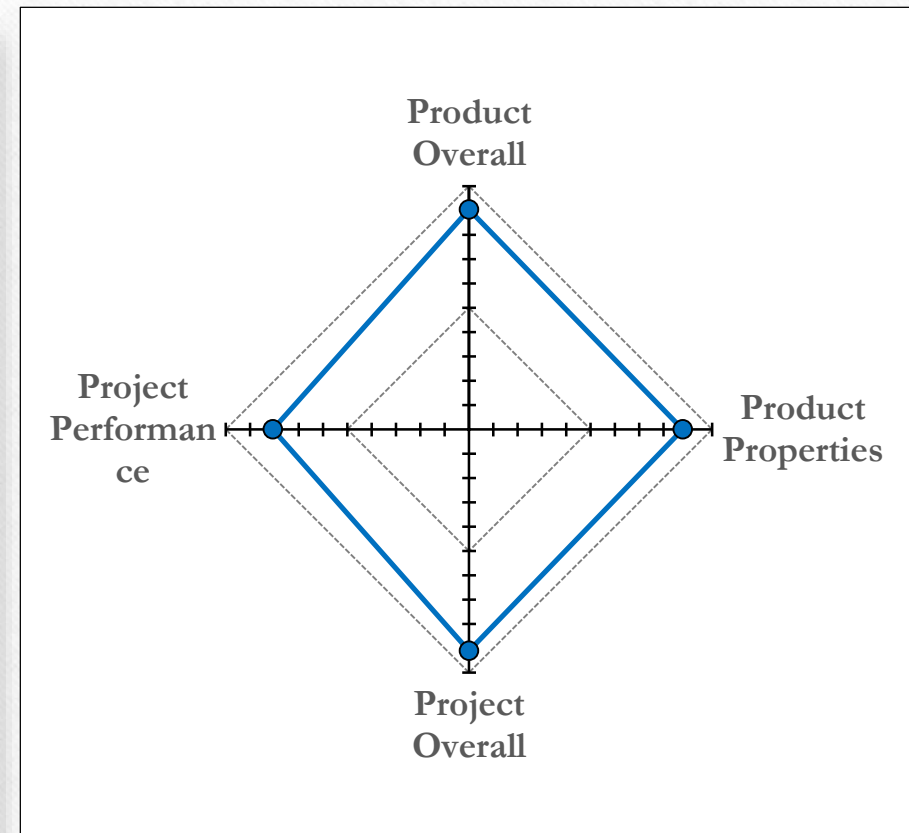 Product
Overall
Project
Performan
ce
Product
Properties
Project
Overall